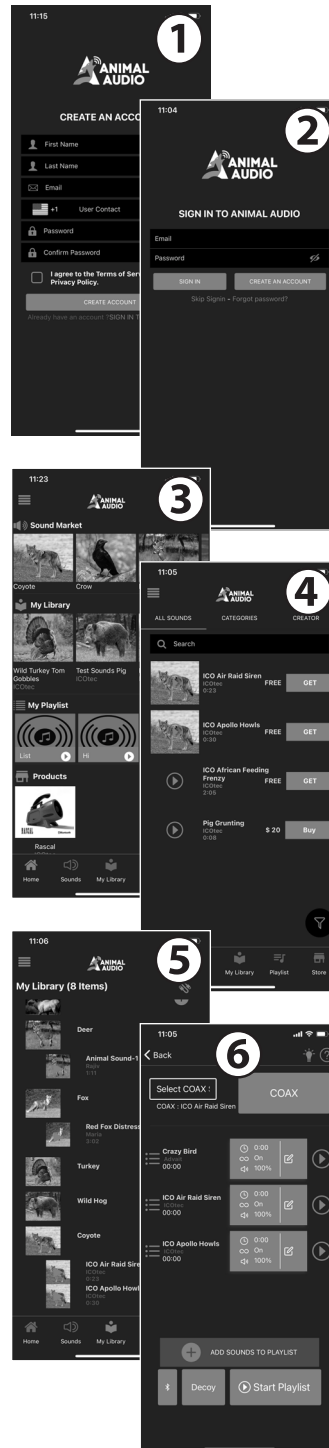 11:15
1
ANIMAL
AUDIO
CREATE AN ACCO
First Name
Last Name
Email
+1 User Contact
Password
Confirm Password
I agree to the Terms of Ser
Privacy Policy.
CREATE ACCOUNT
Already have an account ?SIGN IN T
11:04
2
ANIMAL
AUDIO
SIGN IN TO ANIMAL AUDIO
Email
Password
SIGN IN
CREATE AN ACCOUNT
Skip Signin - Forgot password?
11:23
3
ANIMAL
AUDIO
Sound Market
Coyote Crow
My Library
Wild Turkey Tom
Gobbles
ICOtec
Test Sounds Pig
ICOtec
My Playlist
List
Hi
Products
RASCAL
Rascal
Home Sounds My Library
11:05
4
ANIMAL
AUDIO
ALL SOUNDS CATEGORIES CREATOR
Search
ICO Air Raid Siren
ICOtec
0:23
FREE GET
ICO Apollo Howls
ICOtec
0:30
FREE GET
ICO African Feeding
Frenzy
ICOtec
2:05
FREE GET
Pig Grunting
ICOtec
0:08
$ 20 Buy
My Library Playlist Store
11:06
5
ANIMAL
AUDIO
My Library (8 Items)
Deer
Animal Sound-1
Rajiv
1:11
Fox
Red Fox Distress
Marla
3:02
Turkey
Wild Hog
Coyote
ICO Air Raid Sire
ICOtec
0:23
ICO Apollo Howl
ICOtec
0:30
Home Sounds My Library
11:05
6
Back
Select COAX :
COAX
COAX : ICO Air Raid Siren
Crazy Bird
Advait
00:00
0:00
On
100%
ICO Air Raid Siren
ICOtec
00:00
0:00
On
100%
ICO Apollo Howls
ICOtec
00:00
0:00
On
100%
ADD SOUNDS TO PLAYLIST
Decoy
Start Playlist